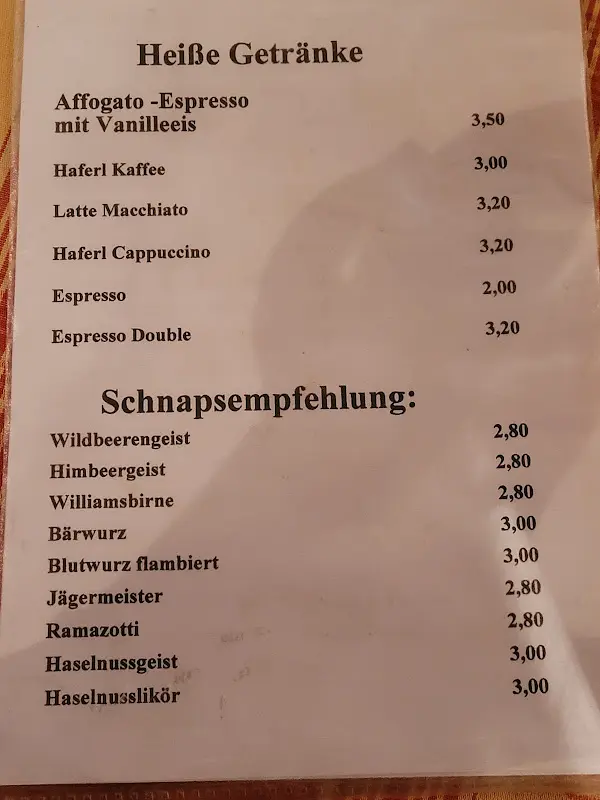 Heiße Getränke
Affogato -Espresso
mit Vanilleeis 3,50
Haferl Kaffee 3,00
Latte Macchiato 3,20
Haferl Cappuccino 3,20
Espresso 2,00
Espresso Double 3,20
Schnapsempfehlung:
Wildbeerengeist 2,80
Himbeergeist 2,80
Williamsbirne 2,80
Bärwurz 3,00
Blutwurz flambiert 3,00
Jägermeister 2,80
Ramazotti 2,80
Haselnussgeist 3,00
Haselnusslikör 3,00